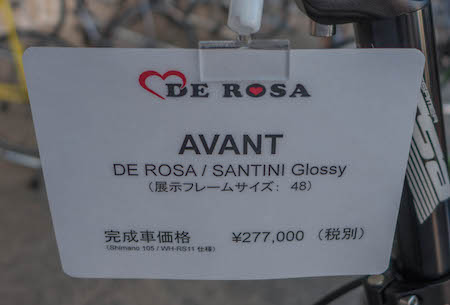 DE ROSA
AVANT
DE ROSA / SANTINI Glossy
（展示フレームサイズ： 48）
完成車価格 ¥277,000 （税別）
（Shimano 105 / WH-RS11 仕様）